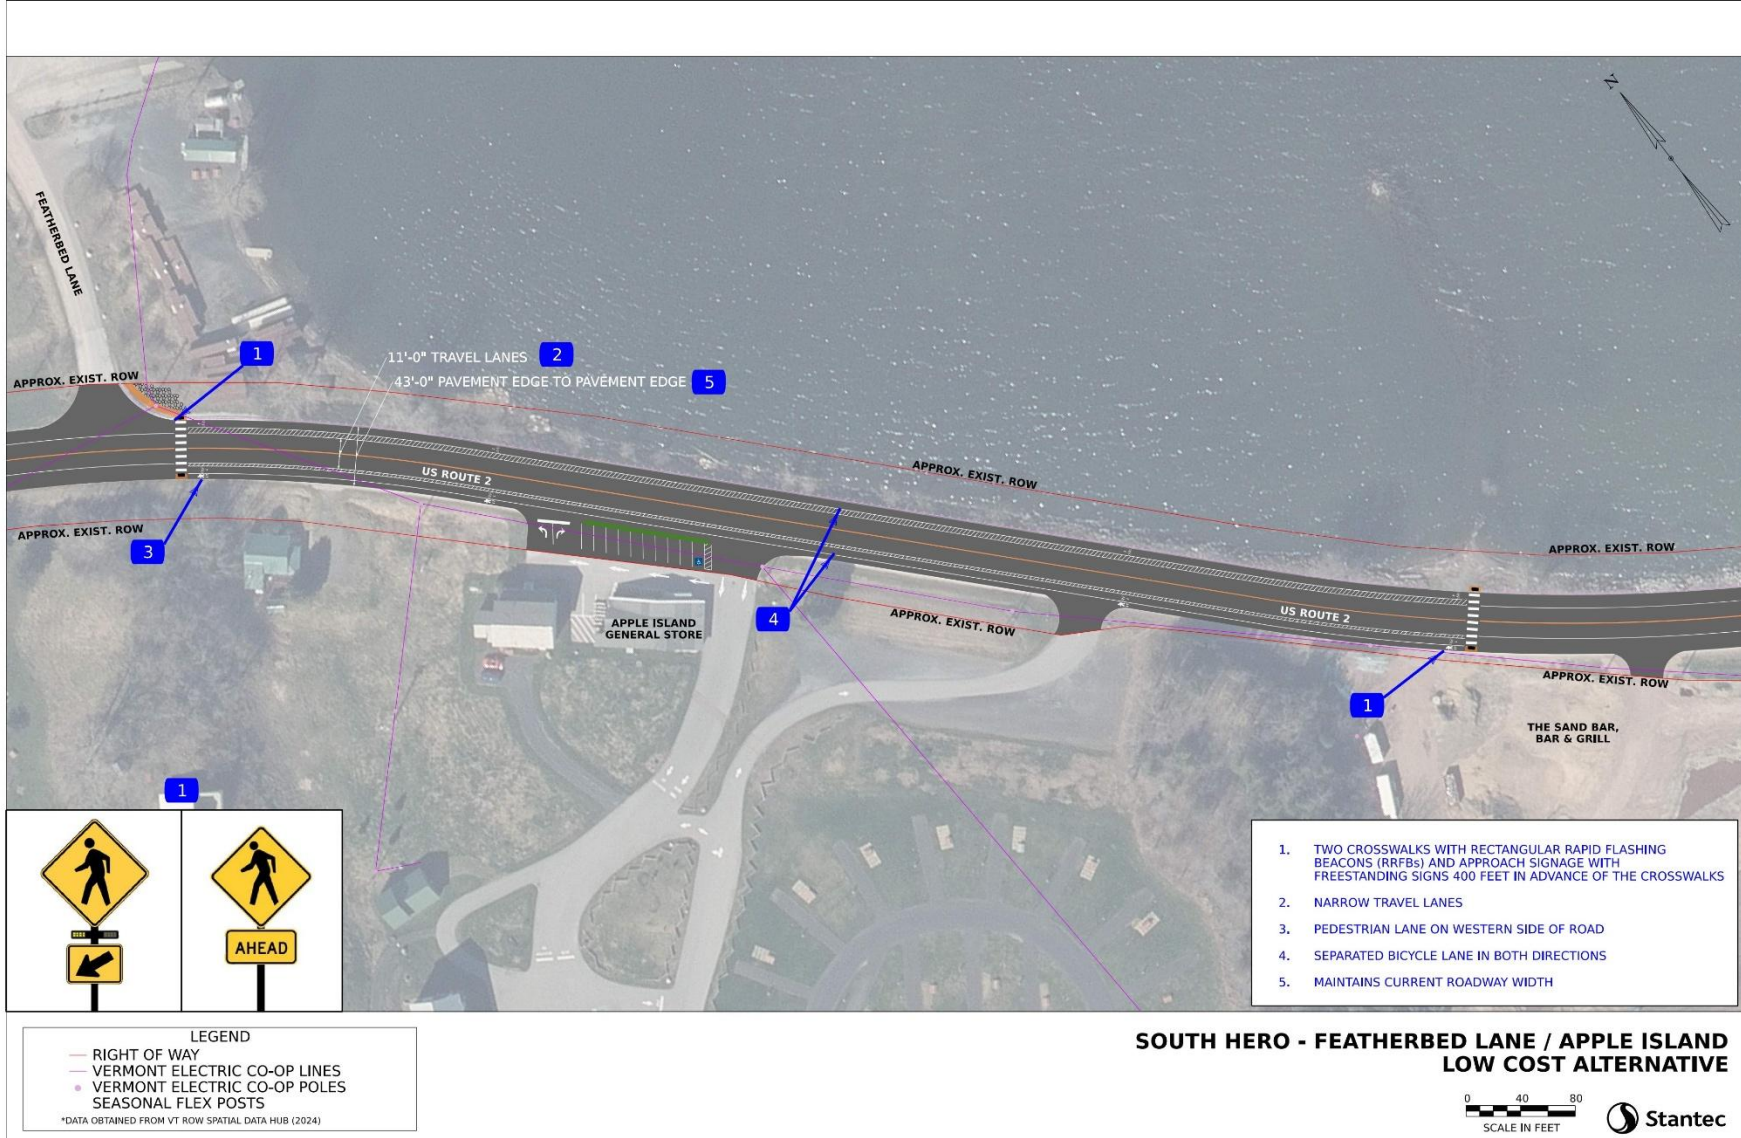 N
FEATHERBED LANE
1
11'-0" TRAVEL LANES 2
43'-0" PAVEMENT EDGE TO PAVEMENT EDGE 5
APPROX. EXIST. ROW
APPROX. EXIST. ROW
US ROUTE 2
APPROX. EXIST. ROW
3
APPROX. EXIST. ROW
4
APPLE ISLAND
GENERAL STORE
APPROX. EXIST. ROW
US ROUTE 2
APPROX. EXIST. ROW
1
THE SAND BAR,
BAR & GRILL
1
AHEAD
1. TWO CROSSWALKS WITH RECTANGULAR RAPID FLASHING
BEACONS (RRFBs) AND APPROACH SIGNAGE WITH
FREESTANDING SIGNS 400 FEET IN ADVANCE OF THE CROSSWALKS
2. NARROW TRAVEL LANES
3. PEDESTRIAN LANE ON WESTERN SIDE OF ROAD
4. SEPARATED BICYCLE LANE IN BOTH DIRECTIONS
5. MAINTAINS CURRENT ROADWAY WIDTH
LEGEND
RIGHT OF WAY
VERMONT ELECTRIC CO-OP LINES
VERMONT ELECTRIC CO-OP POLES
SEASONAL FLEX POSTS
*DATA OBTAINED FROM VT ROW SPATIAL DATA HUB (2024)
SOUTH HERO - FEATHERBED LANE / APPLE ISLAND
LOW COST ALTERNATIVE
0 40 80
SCALE IN FEET
Stantec